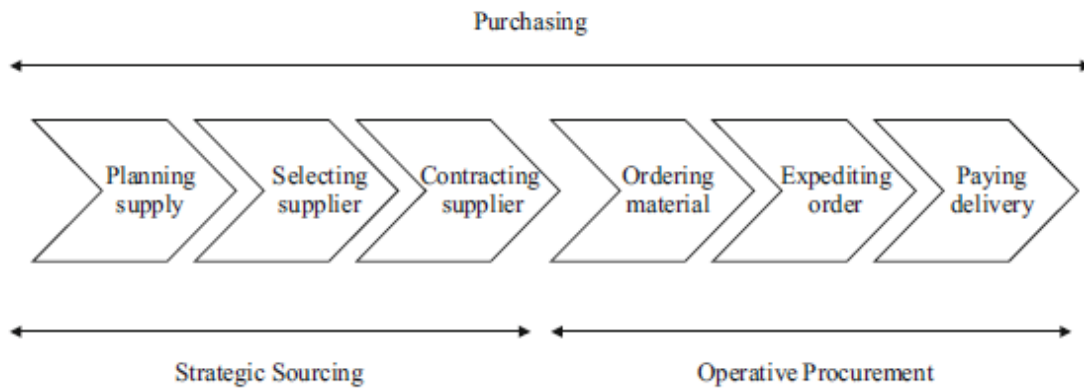 Purchasing
Planning
supply
Selecting
supplier
Contracting
supplier
Ordering
material
Expediting
order
Paying
delivery
Strategic Sourcing
Operative Procurement